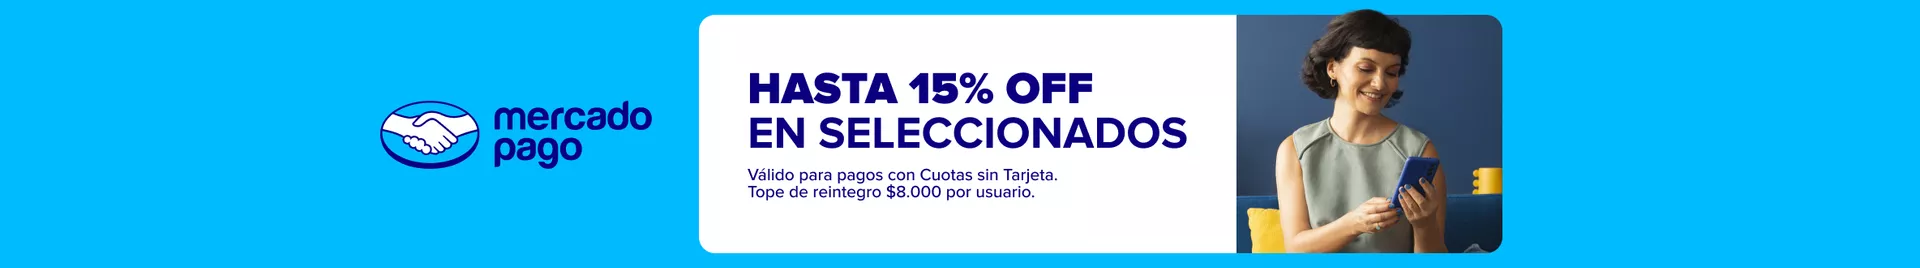 mercado
pago
HASTA 15% OFF
EN SELECCIONADOS
Válido para pagos con Cuotas sin Tarjeta.
Tope de reintegro $8.000 por usuario.